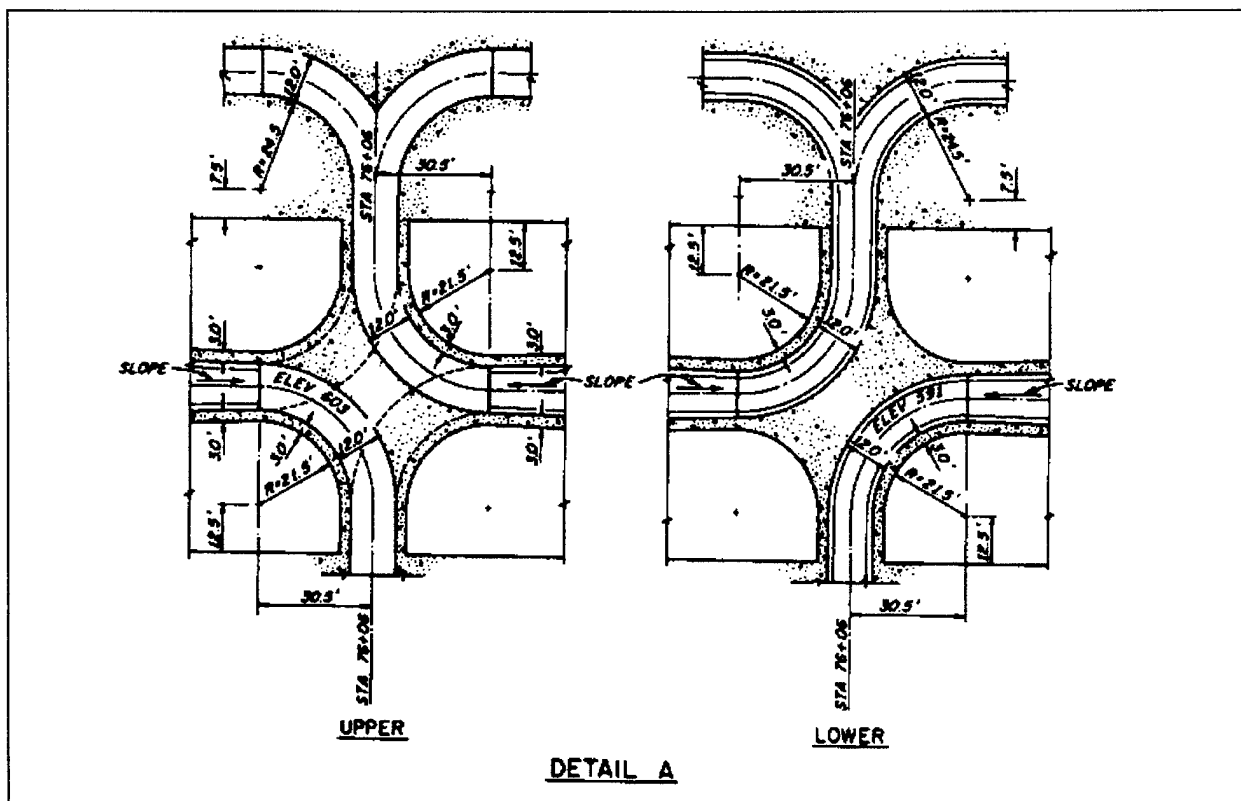 12.0'
R=24.5
7.5'
STA 76+06
30.5'
12.5'
R=21.5'
12.0'
3.0'
3.0'
3.0'
SLOPE
ELEV 603
SLOPE
3.0'
3.0'
12.0'
3.0'
R=21.5'
12.5'
30.5'
STA 76+06
UPPER
STA 76+06
12.0'
R=24.5'
30.5'
7.5'
12.5'
R=21.5'
3.0'
12.0'
SLOPE
ELEV 591
12.0'
3.0'
R=21.5'
12.5'
30.5'
STA 76+06
LOWER
DETAIL A